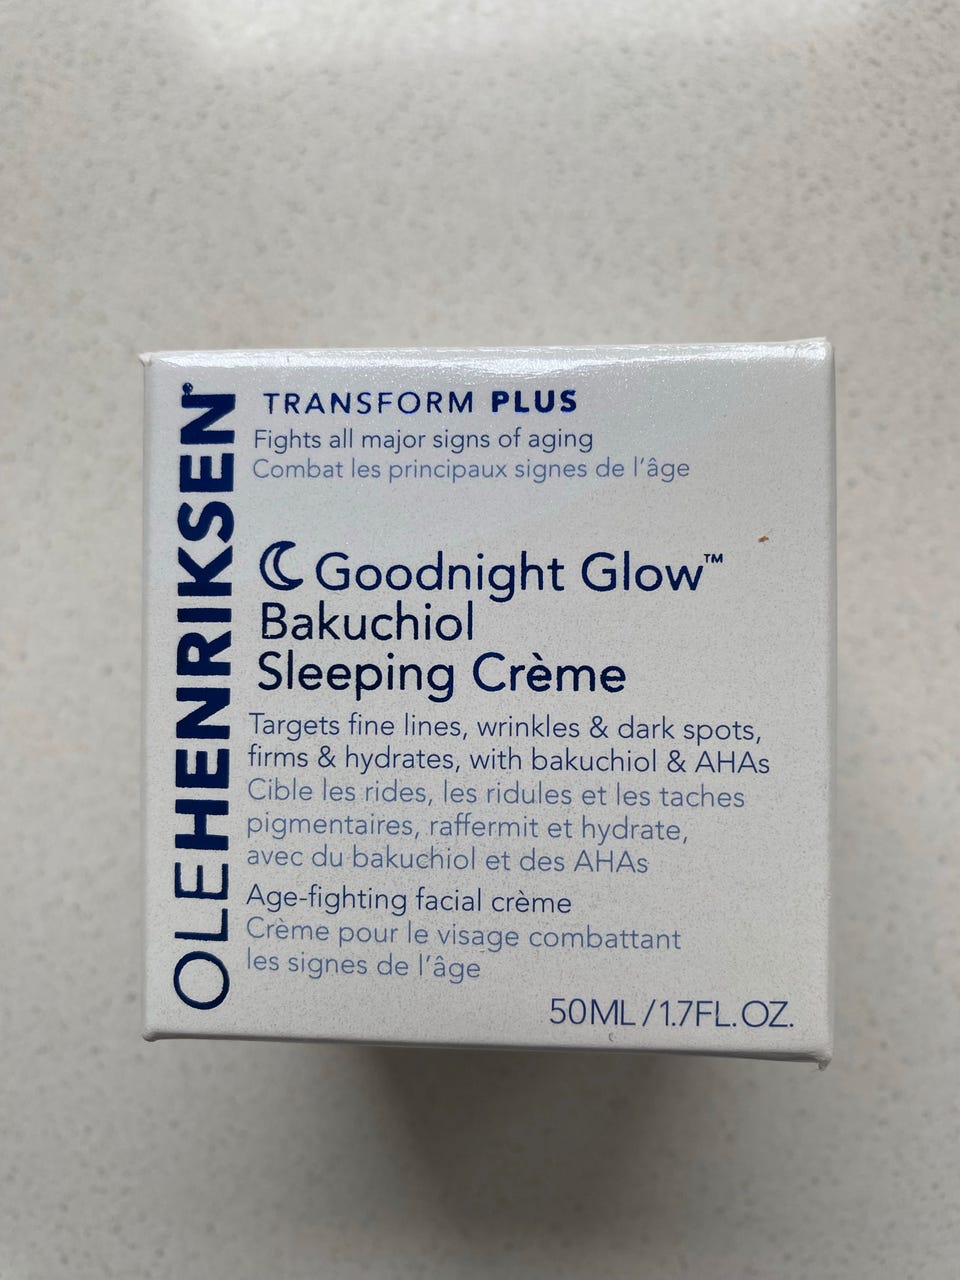 OLEHENRIKSEN®
TRANSFORM PLUS
Fights all major signs of aging
Combat les principaux signes de l'âge
Goodnight Glow™
Bakuchiol
Sleeping Crème
Targets fine lines, wrinkles & dark spots,
firms & hydrates, with bakuchiol & AHAs
Cible les rides, les ridules et les taches
pigmentaires, raffermit et hydrate,
avec du bakuchiol et des AHAs
Age-fighting facial crème
Crème pour le visage combattant
les signes de l'âge
50ML/1.7FL.OZ.